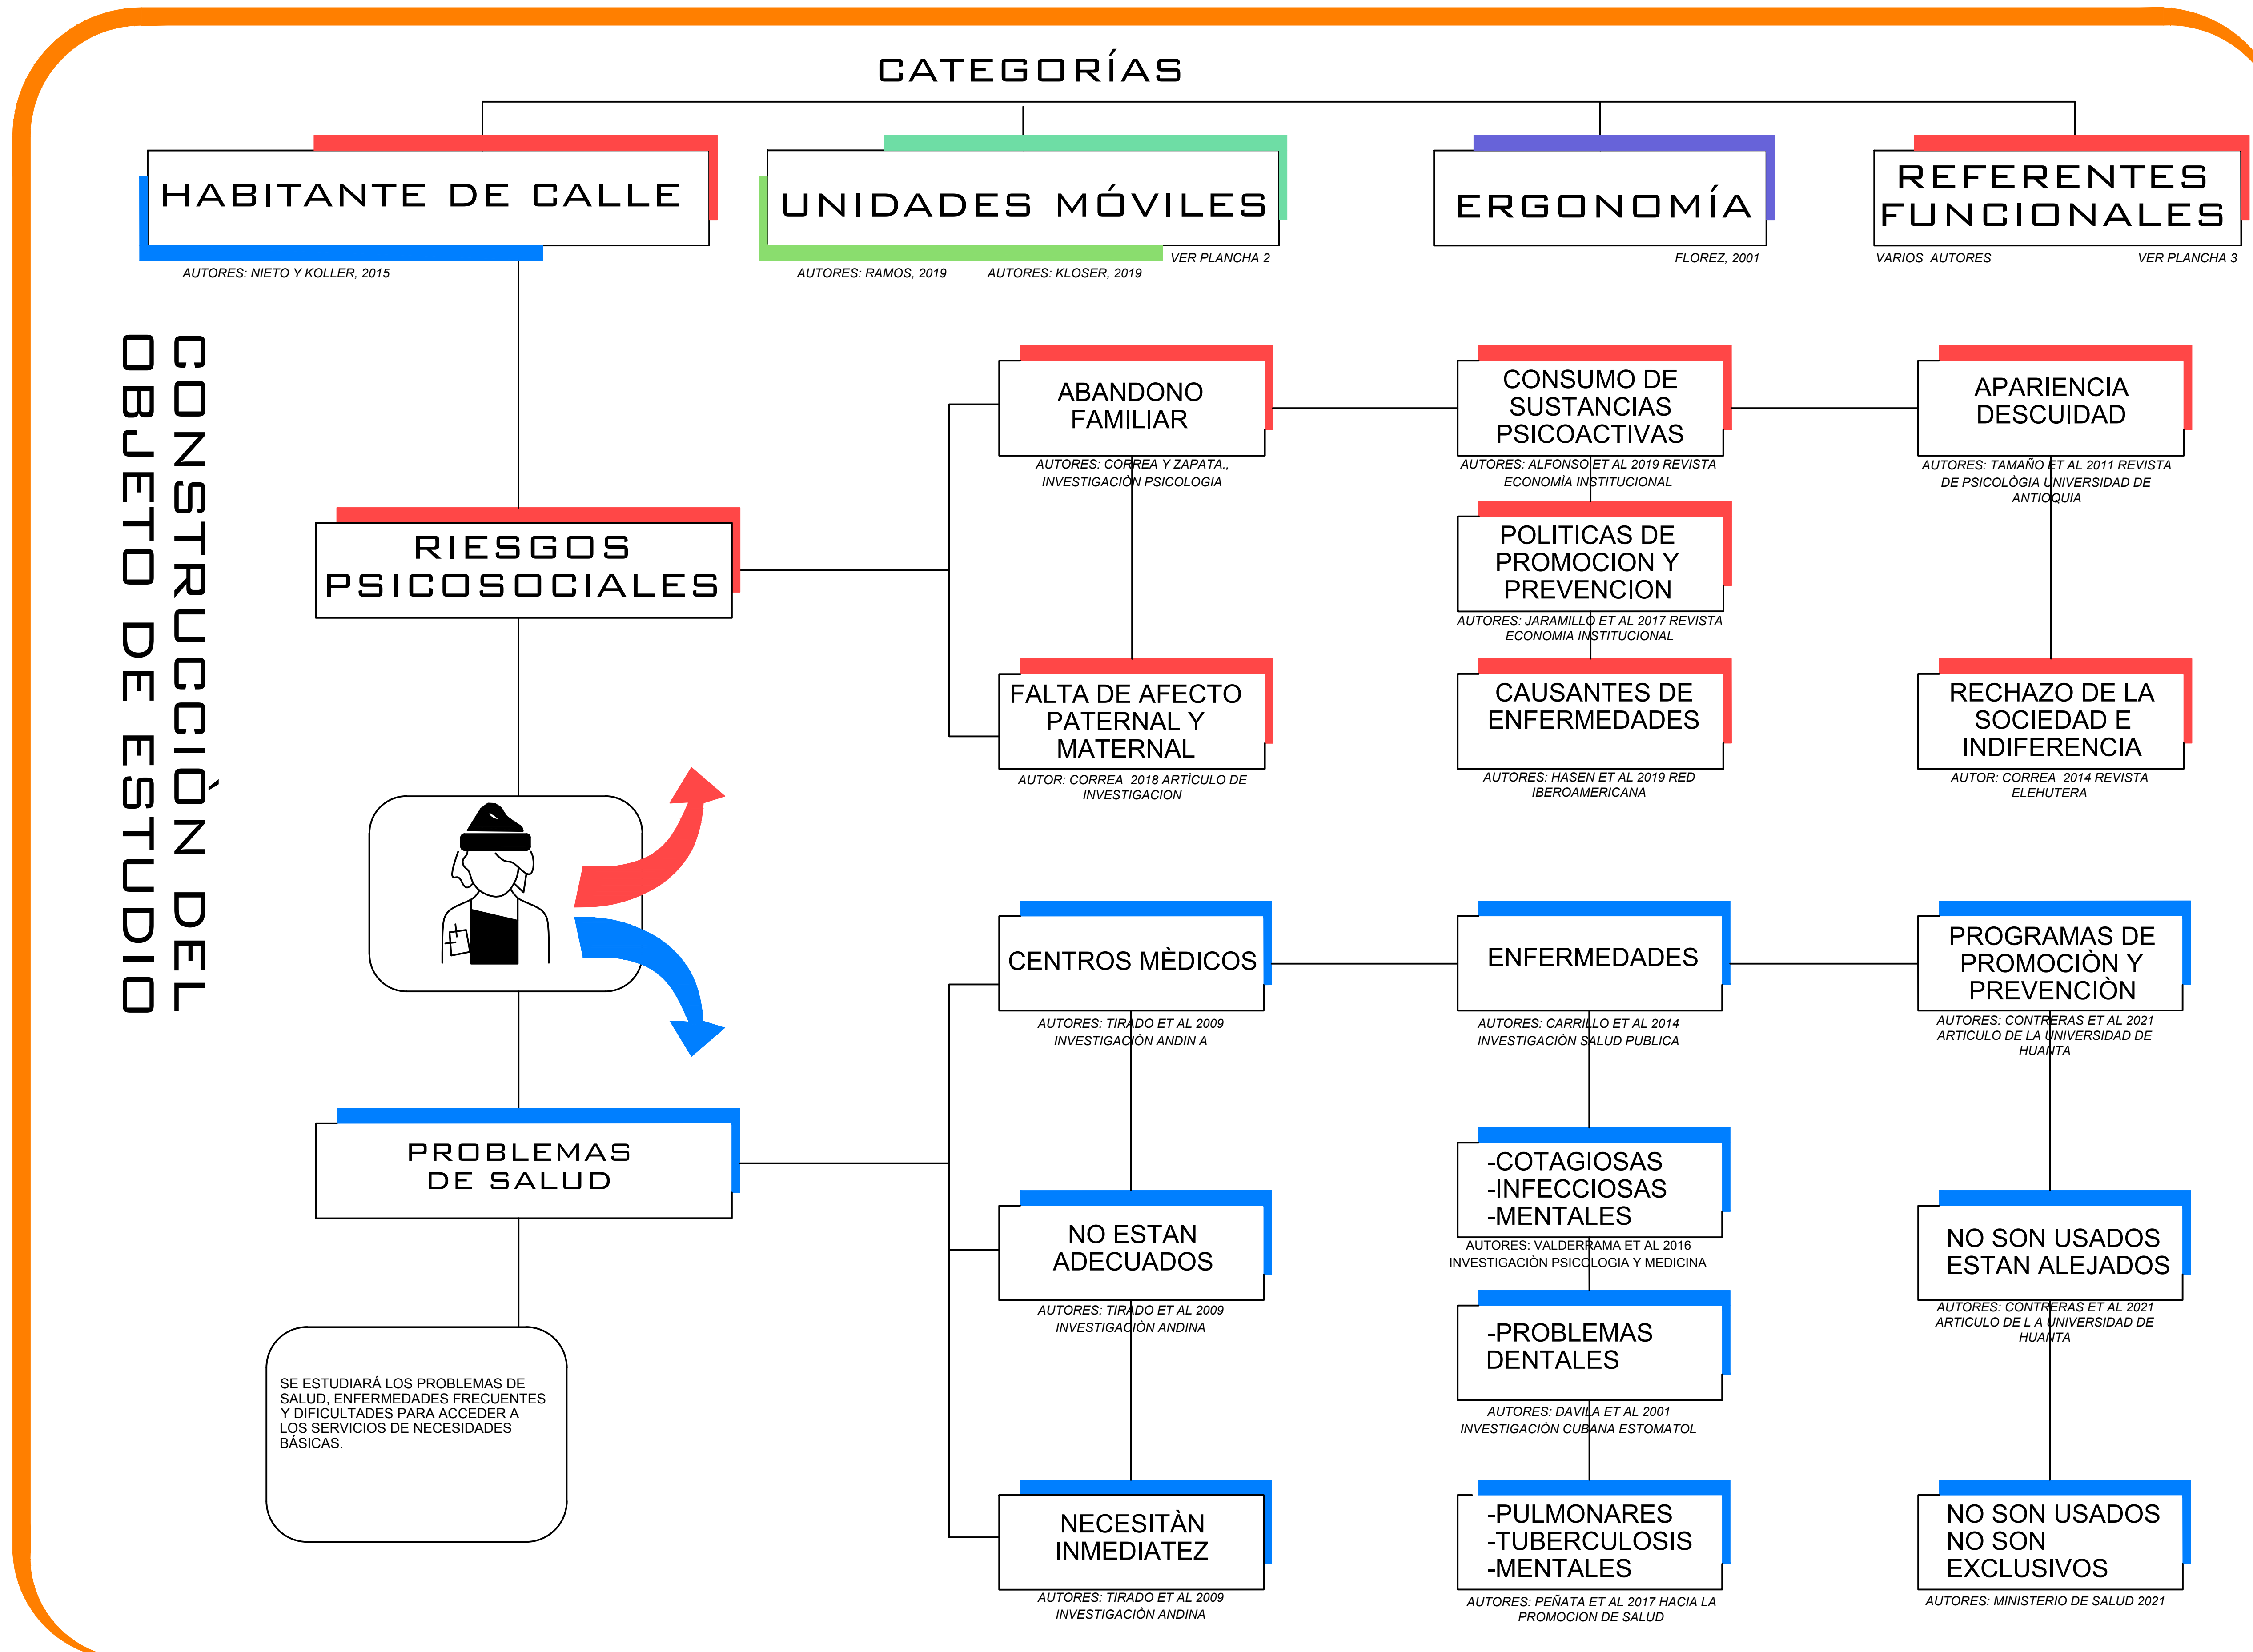 CATEGORÍAS
HABITANTE DE CALLE
AUTORES: NIETO Y KOLLER, 2015
UNIDADES MÓVILES
VER PLANCHA 2
AUTORES: RAMOS, 2019
AUTORES: KLOSER, 2019
ERGONOMÍA
FLOREZ, 2001
REFERENTES
FUNCIONALES
VARIOS AUTORES
VER PLANCHA 3
CONSTRUCCIÒN DEL
OBJETO DE ESTUDIO
RIESGOS
PSICOSOCIALES
ABANDONO
FAMILIAR
AUTORES: CORREA Y ZAPATA.,
INVESTIGACIÒN PSICOLOGIA
CONSUMO DE
SUSTANCIAS
PSICOACTIVAS
AUTORES: ALFONSO ET AL 2019 REVISTA
ECONOMÌA INSTITUCIONAL
APARIENCIA
DESCUIDAD
AUTORES: TAMAÑO ET AL 2011 REVISTA
DE PSICOLÒGIA UNIVERSIDAD DE
ANTIOQUIA
POLITICAS DE
PROMOCION Y
PREVENCION
AUTORES: JARAMILLO ET AL 2017 REVISTA
ECONOMIA INSTITUCIONAL
FALTA DE AFECTO
PATERNAL Y
MATERNAL
AUTOR: CORREA 2018 ARTÌCULO DE
INVESTIGACION
CAUSANTES DE
ENFERMEDADES
AUTORES: HASEN ET AL 2019 RED
IBEROAMERICANA
RECHAZO DE LA
SOCIEDAD E
INDIFERENCIA
AUTOR: CORREA 2014 REVISTA
ELEHUTERA
PROBLEMAS
DE SALUD
SE ESTUDIARÁ LOS PROBLEMAS DE
SALUD, ENFERMEDADES FRECUENTES
Y DIFICULTADES PARA ACCEDER A
LOS SERVICIOS DE NECESIDADES
BÁSICAS.
CENTROS MÈDICOS
AUTORES: TIRADO ET AL 2009
INVESTIGACIÒN ANDIN A
ENFERMEDADES
AUTORES: CARRILLO ET AL 2014
INVESTIGACIÒN SALUD PUBLICA
PROGRAMAS DE
PROMOCIÒN Y
PREVENCIÒN
AUTORES: CONTRERAS ET AL 2021
ARTICULO DE LA UNIVERSIDAD DE
HUANTA
NO ESTAN
ADECUADOS
AUTORES: TIRADO ET AL 2009
INVESTIGACIÒN ANDINA
-COTAGIOSAS
-INFECCIOSAS
-MENTALES
AUTORES: VALDERRAMA ET AL 2016
INVESTIGACIÒN PSICOLOGIA Y MEDICINA
NO SON USADOS
ESTAN ALEJADOS
AUTORES: CONTRERAS ET AL 2021
ARTICULO DE L A UNIVERSIDAD DE
HUANTA
-PROBLEMAS
DENTALES
AUTORES: DAVILA ET AL 2001
INVESTIGACIÒN CUBANA ESTOMATOL
NECESITÀN
INMEDIATEZ
AUTORES: TIRADO ET AL 2009
INVESTIGACIÒN ANDINA
-PULMONARES
-TUBERCULOSIS
-MENTALES
AUTORES: PEÑATA ET AL 2017 HACIA LA
PROMOCION DE SALUD
NO SON USADOS
NO SON
EXCLUSIVOS
AUTORES: MINISTERIO DE SALUD 2021